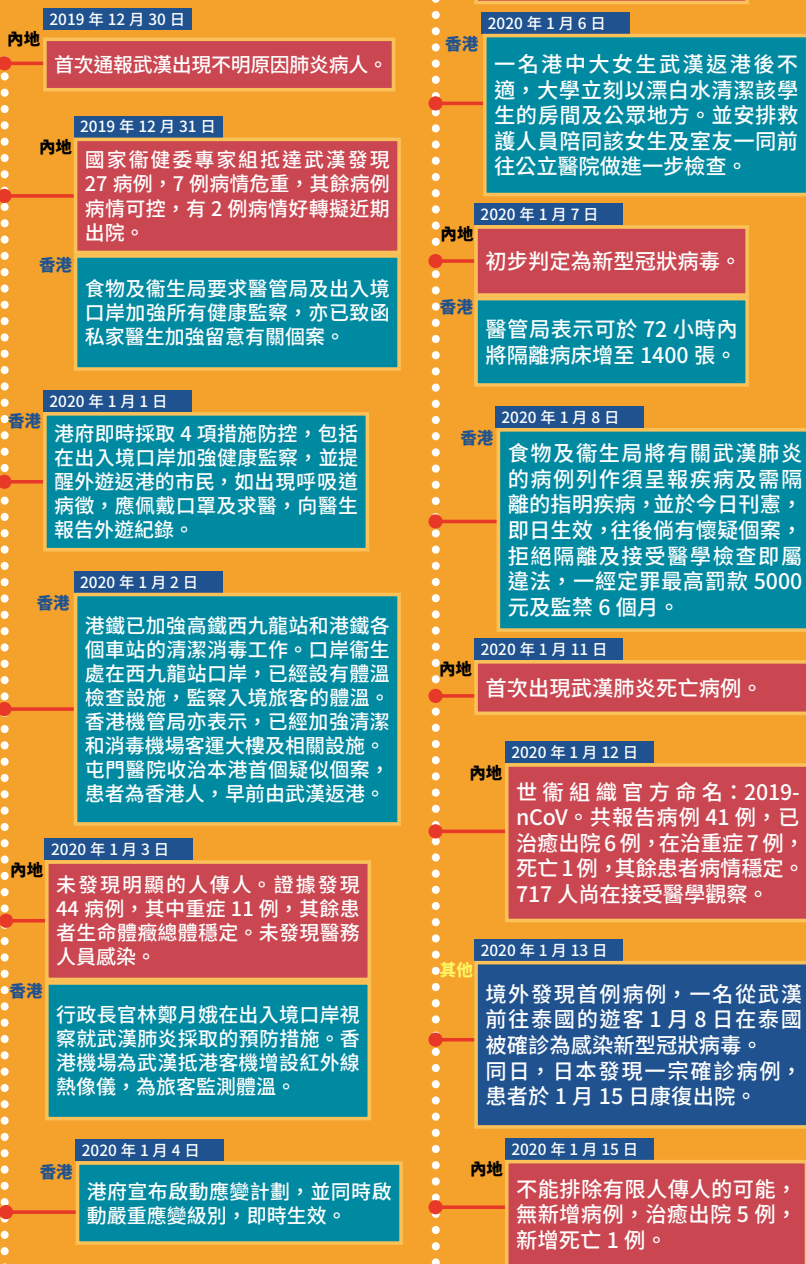 2019 年 12 月 30 日
內地
首次通報武漢出現不明原因肺炎病人。
2019 年 12 月 31 日
內地
國家衞健委專家組抵達武漢發現
27 病例，7 例病情危重，其餘病例
病情可控，有 2 例病情好轉擬近期
出院。
香港
食物及衞生局要求醫管局及出入境
口岸加強所有健康監察，亦已致函
私家醫生加強留意有關個案。
2020 年 1 月 1 日
香港
港府即時採取 4 項措施防控，包括
在出入境口岸加強健康監察，並提
醒外遊返港的市民，如出現呼吸道
病徵，應佩戴口罩及求醫，向醫生
報告外遊紀錄。
2020 年 1 月 2 日
香港
港鐵已加強高鐵西九龍站和港鐵各
個車站的清潔消毒工作。口岸衞生
處在西九龍站口岸，已經設有體溫
檢查設施，監察入境旅客的體溫。
香港機管局亦表示，已經加強清潔
和消毒機場客運大樓及相關設施。
屯門醫院收治本港首個疑似個案，
患者為香港人，早前由武漢返港。
2020 年 1 月 3 日
內地
未發現明顯的人傳人。證據發現
44 病例，其中重症 11 例，其餘患
者生命體癥總體穩定。未發現醫務
人員感染。
香港
行政長官林鄭月娥在出入境口岸視
察就武漢肺炎採取的預防措施。香
港機場為武漢抵港客機增設紅外線
熱像儀，為旅客監測體溫。
2020 年 1 月 4 日
香港
港府宣布啟動應變計劃，並同時啟
動嚴重應變級別，即時生效。
2020 年 1 月 6 日
香港
一名港中大女生武漢返港後不
適，大學立刻以漂白水清潔該學
生的房間及公眾地方。並安排救
護人員陪同該女生及室友一同前
往公立醫院做進一步檢查。
2020 年 1 月 7 日
內地
初步判定為新型冠狀病毒。
香港
醫管局表示可於 72 小時內
將隔離病床增至 1400 張。
2020 年 1 月 8 日
香港
食物及衞生局將有關武漢肺炎
的病例列作須呈報疾病及需隔
離的指明疾病，並於今日刊憲，
即日生效，往後倘有懷疑個案，
拒絕隔離及接受醫學檢查即屬
違法，一經定罪最高罰款 5000
元及監禁 6 個月。
2020 年 1 月 11 日
內地
首次出現武漢肺炎死亡病例。
2020 年 1 月 12 日
內地
世衞組織官方命名：2019-
nCoV。共報告病例 41 例，已
治癒出院 6 例，在治重症 7 例，
死亡 1 例，其餘患者病情穩定。
717 人尚在接受醫學觀察。
2020 年 1 月 13 日
其他
境外發現首例病例，一名從武漢
前往泰國的遊客 1 月 8 日在泰國
被確診為感染新型冠狀病毒。
同日，日本發現一宗確診病例，
患者於 1 月 15 日康復出院。
2020 年 1 月 15 日
內地
不能排除有限人傳人的可能，
無新增病例，治癒出院 5 例，
新增死亡 1 例。